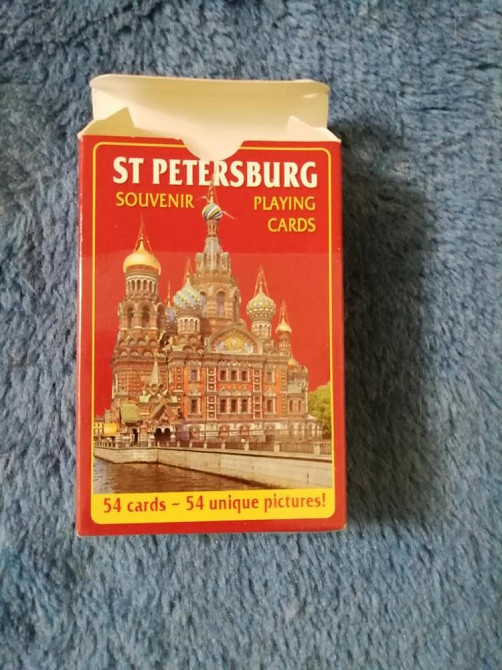 ST PETERSBURG
SOUVENIR PLAYING
CARDS
54 cards – 54 unique pictures!